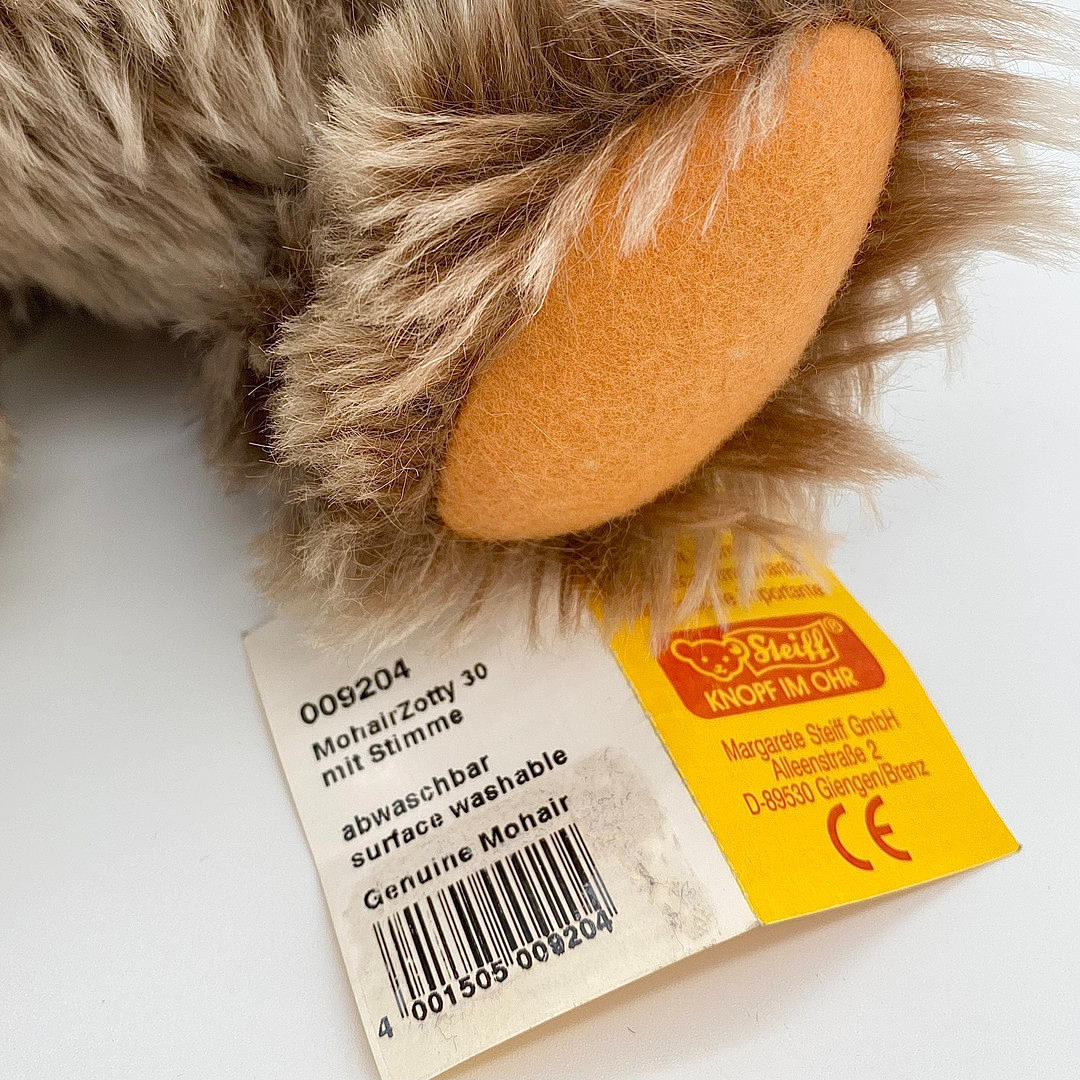 009204
MohairZotty 30
mit Stimme
abwaschbar
surface washable
Genuine Mohair
4 001505 009204
Steiff®
KNOPF IM OHR
Margarete Steiff GmbH
Alleenstraße 2
D-89530 Giengen/Brenz
CE